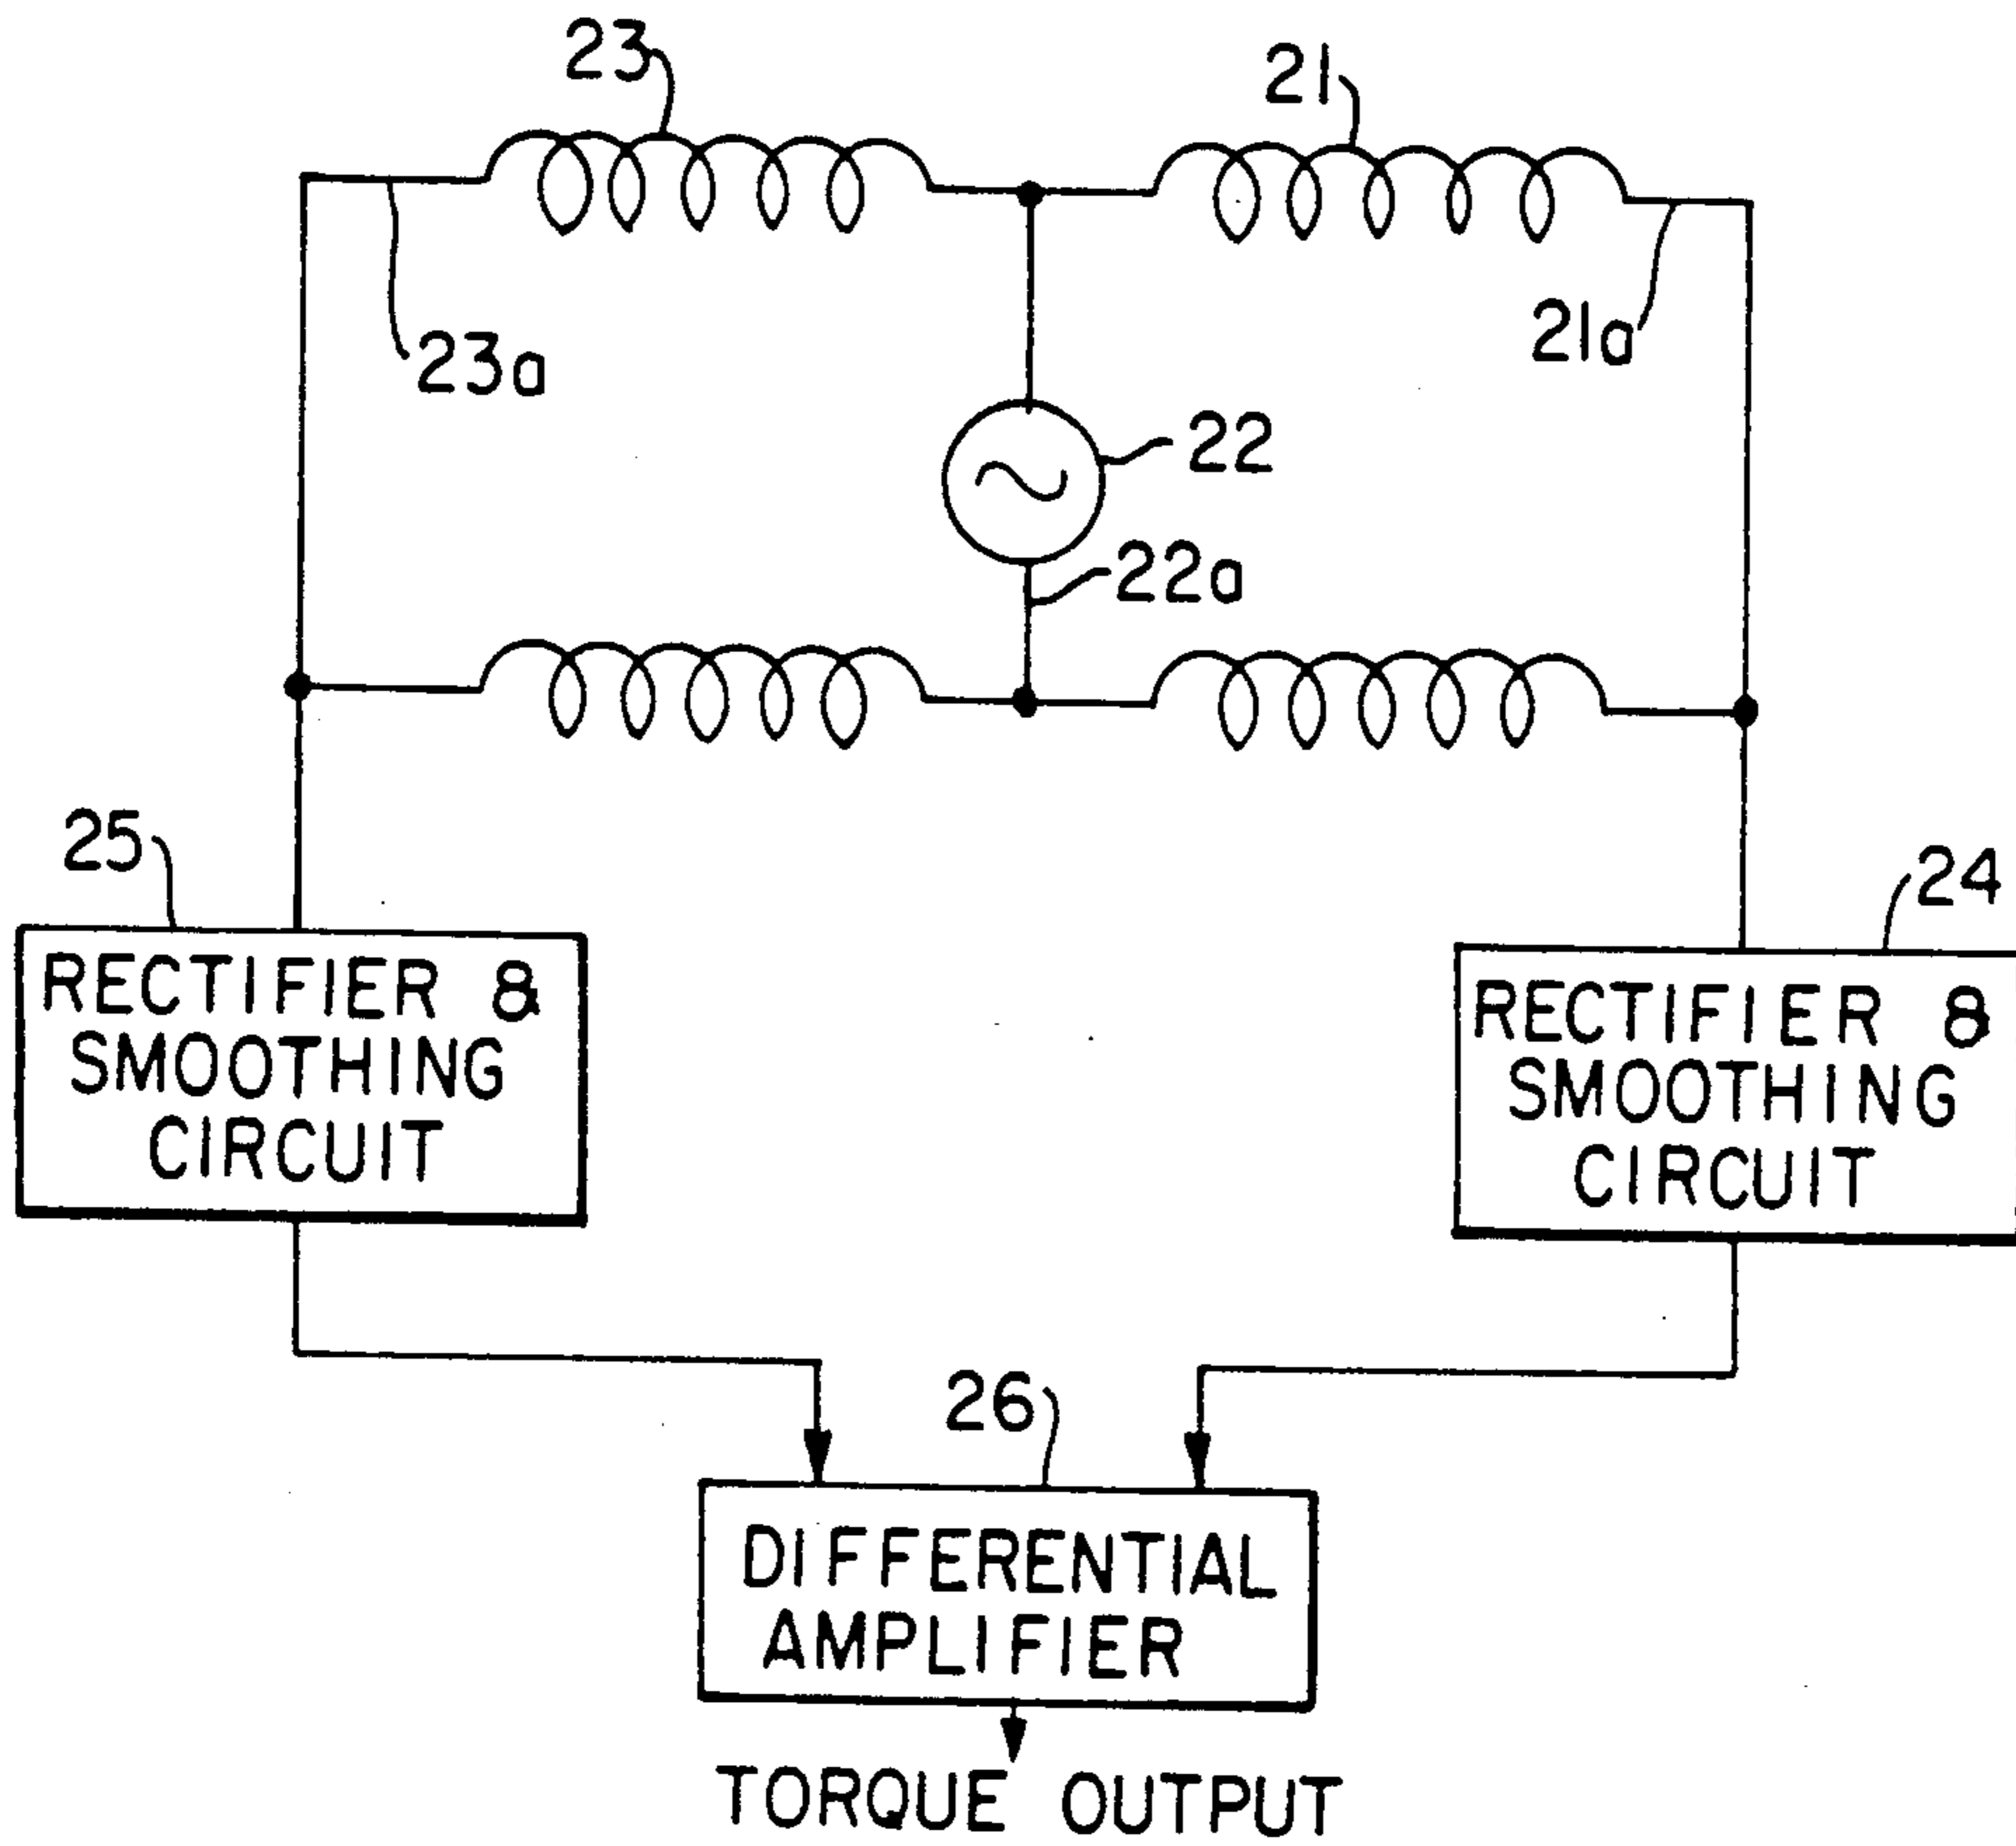 23
21
23a
21a
22
22a
25
24
RECTIFIER &
SMOOTHING
CIRCUIT
RECTIFIER &
SMOOTHING
CIRCUIT
26
DIFFERENTIAL
AMPLIFIER
TORQUE OUTPUT